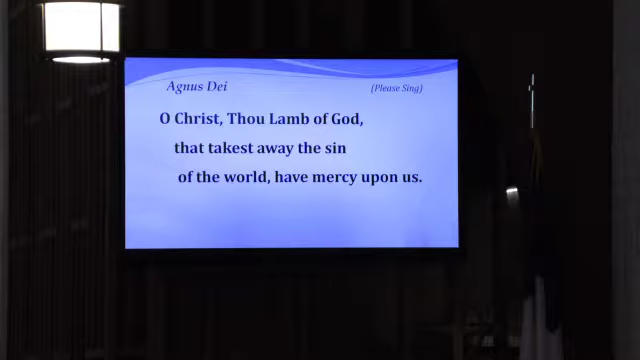 Agnus Dei (Please Sing)
O Christ, Thou Lamb of God,
that takest away the sin
of the world, have mercy upon us.